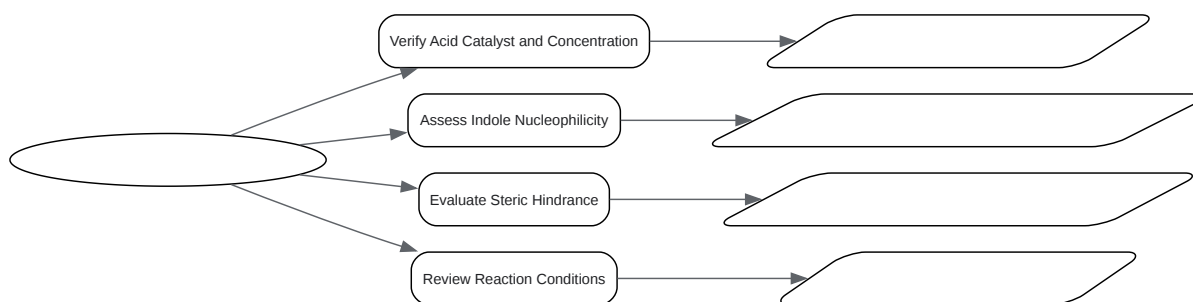 Verify Acid Catalyst and Concentration
Assess Indole Nucleophilicity
Evaluate Steric Hindrance
Review Reaction Conditions